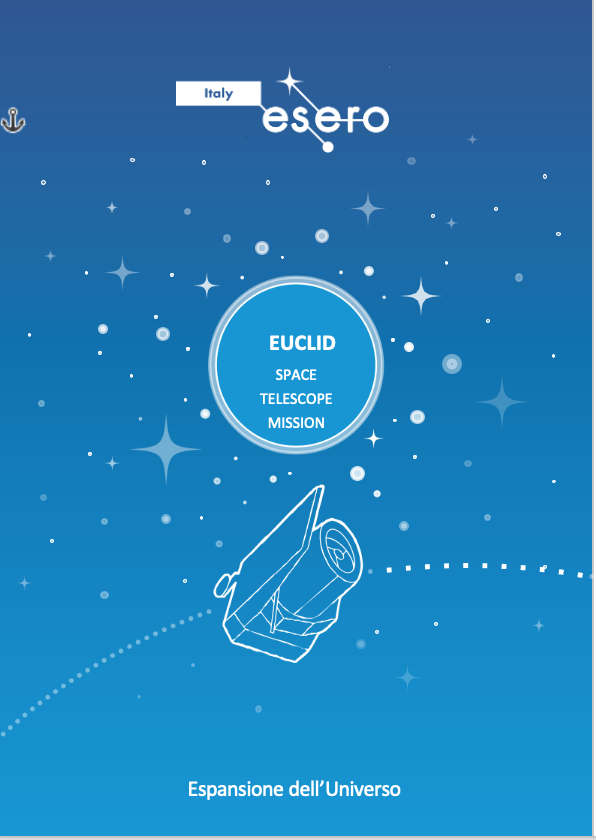 Italy
esero
EUCLID
SPACE
TELESCOPE
MISSION
Espansione dell'Universo